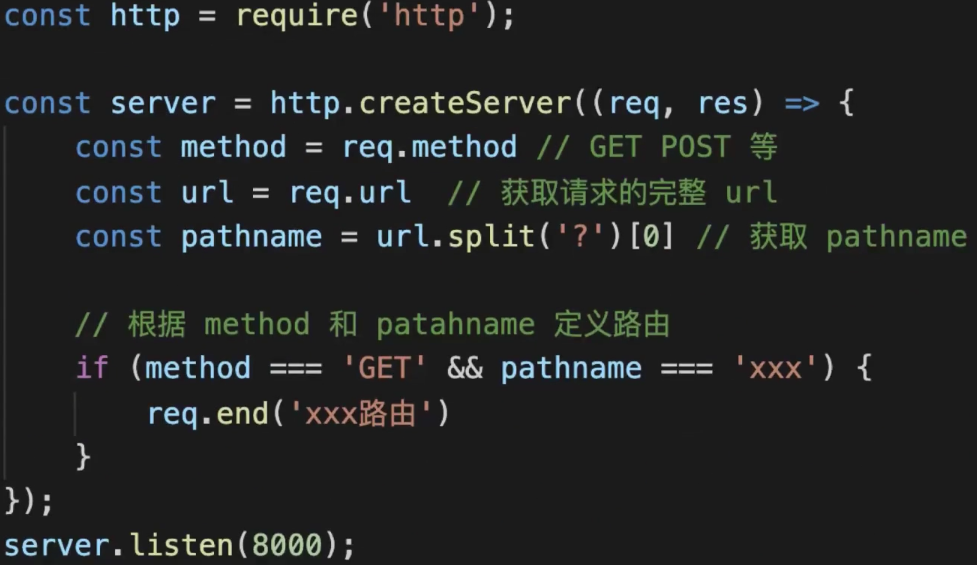 const http = require('http');
const server = http.createServer((req, res) => {
const method = req.method // GET POST 等
const url = req.url // 获取请求的完整 url
const pathname = url.split('?')[0] // 获取 pathname
// 根据 method 和 patahname 定义路由
if (method === 'GET' && pathname === 'xxx') {
req.end('xxx路由')
}
});
server.listen(8000);